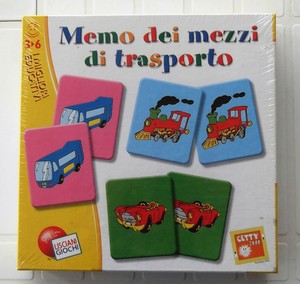 3-6
Memo dei mezzi
di trasporto
LISCIANI
GIOCHI